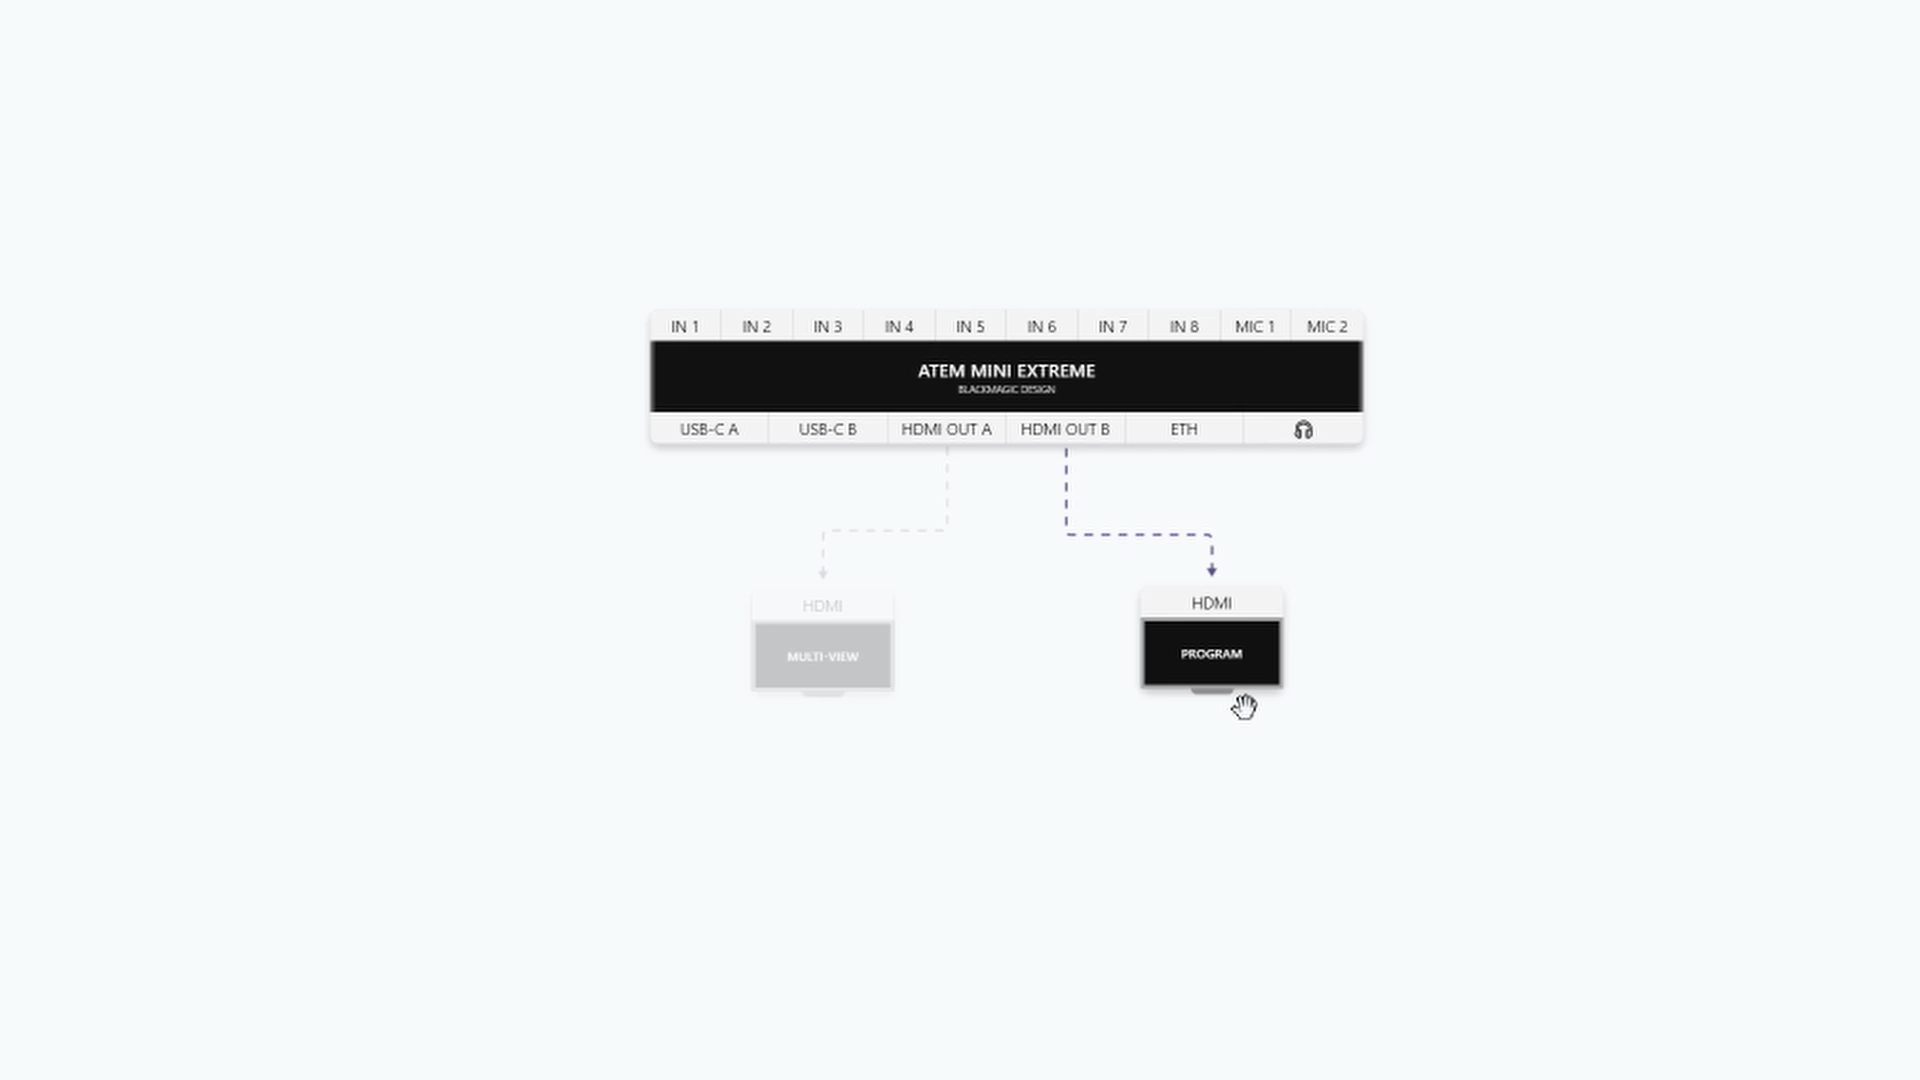 IN 1 IN 2 IN 3 IN 4 IN 5 IN 6 IN 7 IN 8 MIC 1 MIC 2
ATEM MINI EXTREME
BLACKMAGIC DESIGN
USB-C A USB-C B HDMI OUT A HDMI OUT B ETH
HDMI
MULTI-VIEW
HDMI
PROGRAM